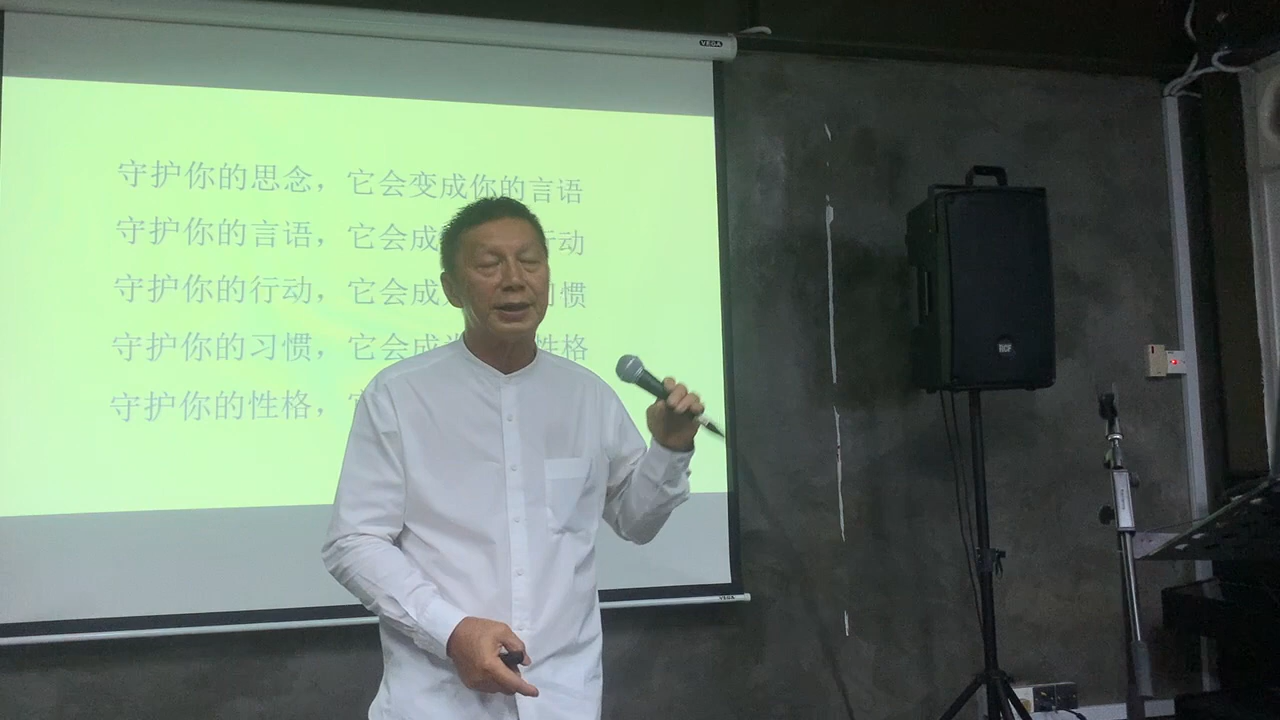 VEGA
守护你的思念，它会变成你的言语
守护你的言语，它会成 行动
守护你的行动，它会成 惯
守护你的习惯，它会成 性格
守护你的性格，
RCF
VEGA